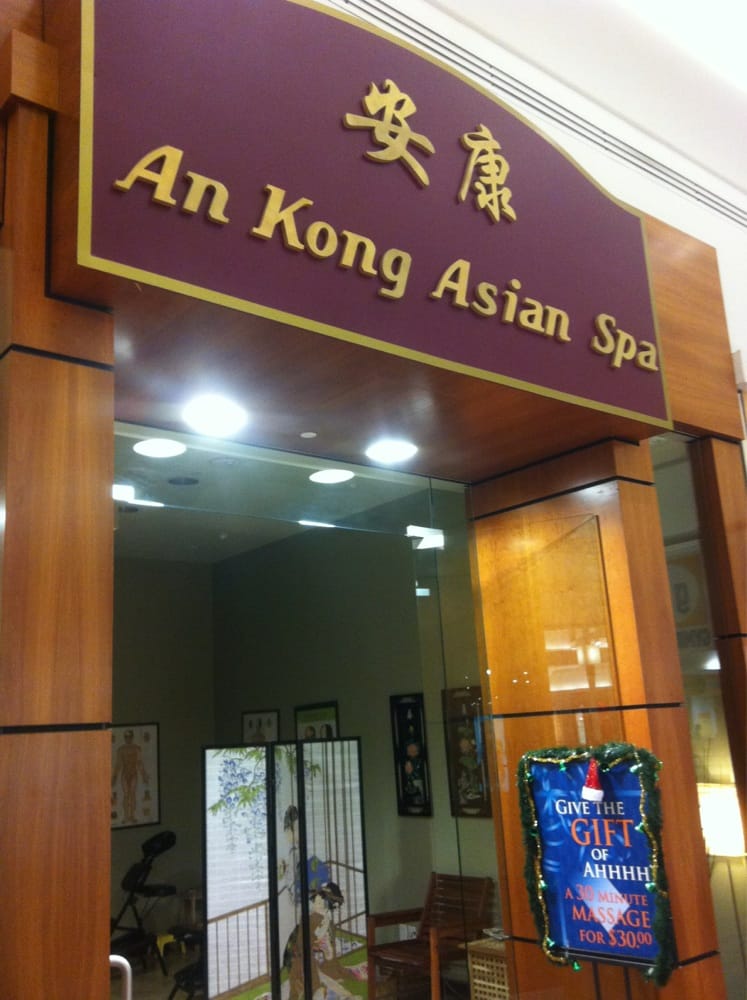 安康
An Kong Asian Spa
GIVE THE
GIFT
OF
AHHHH
A 30 MINUTE
MASSAGE
FOR $30.00